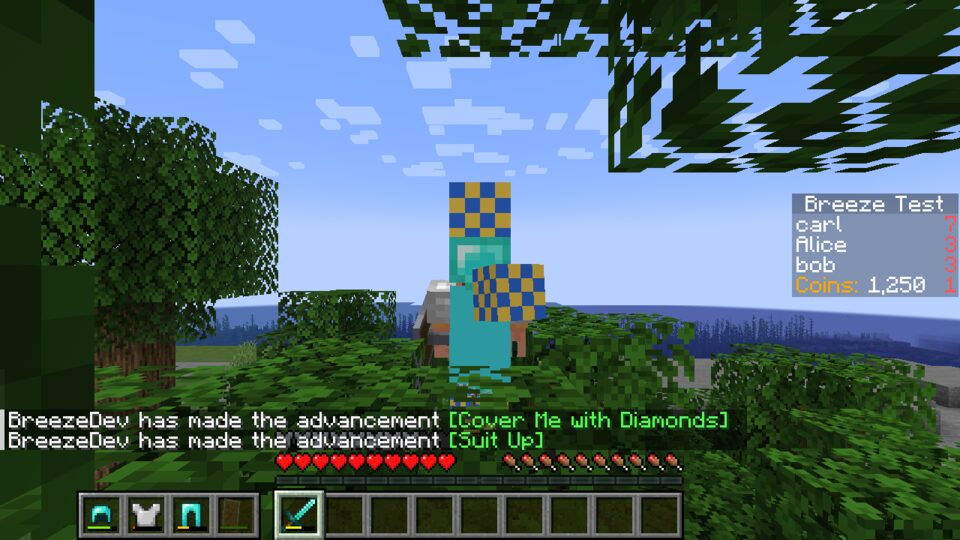 Breeze Test
carl 7
Alice 3
bob 3
Coins: 1,250 1
BreezeDev has made the advancement [Cover Me with Diamonds]
BreezeDev has made the advancement [Suit Up]